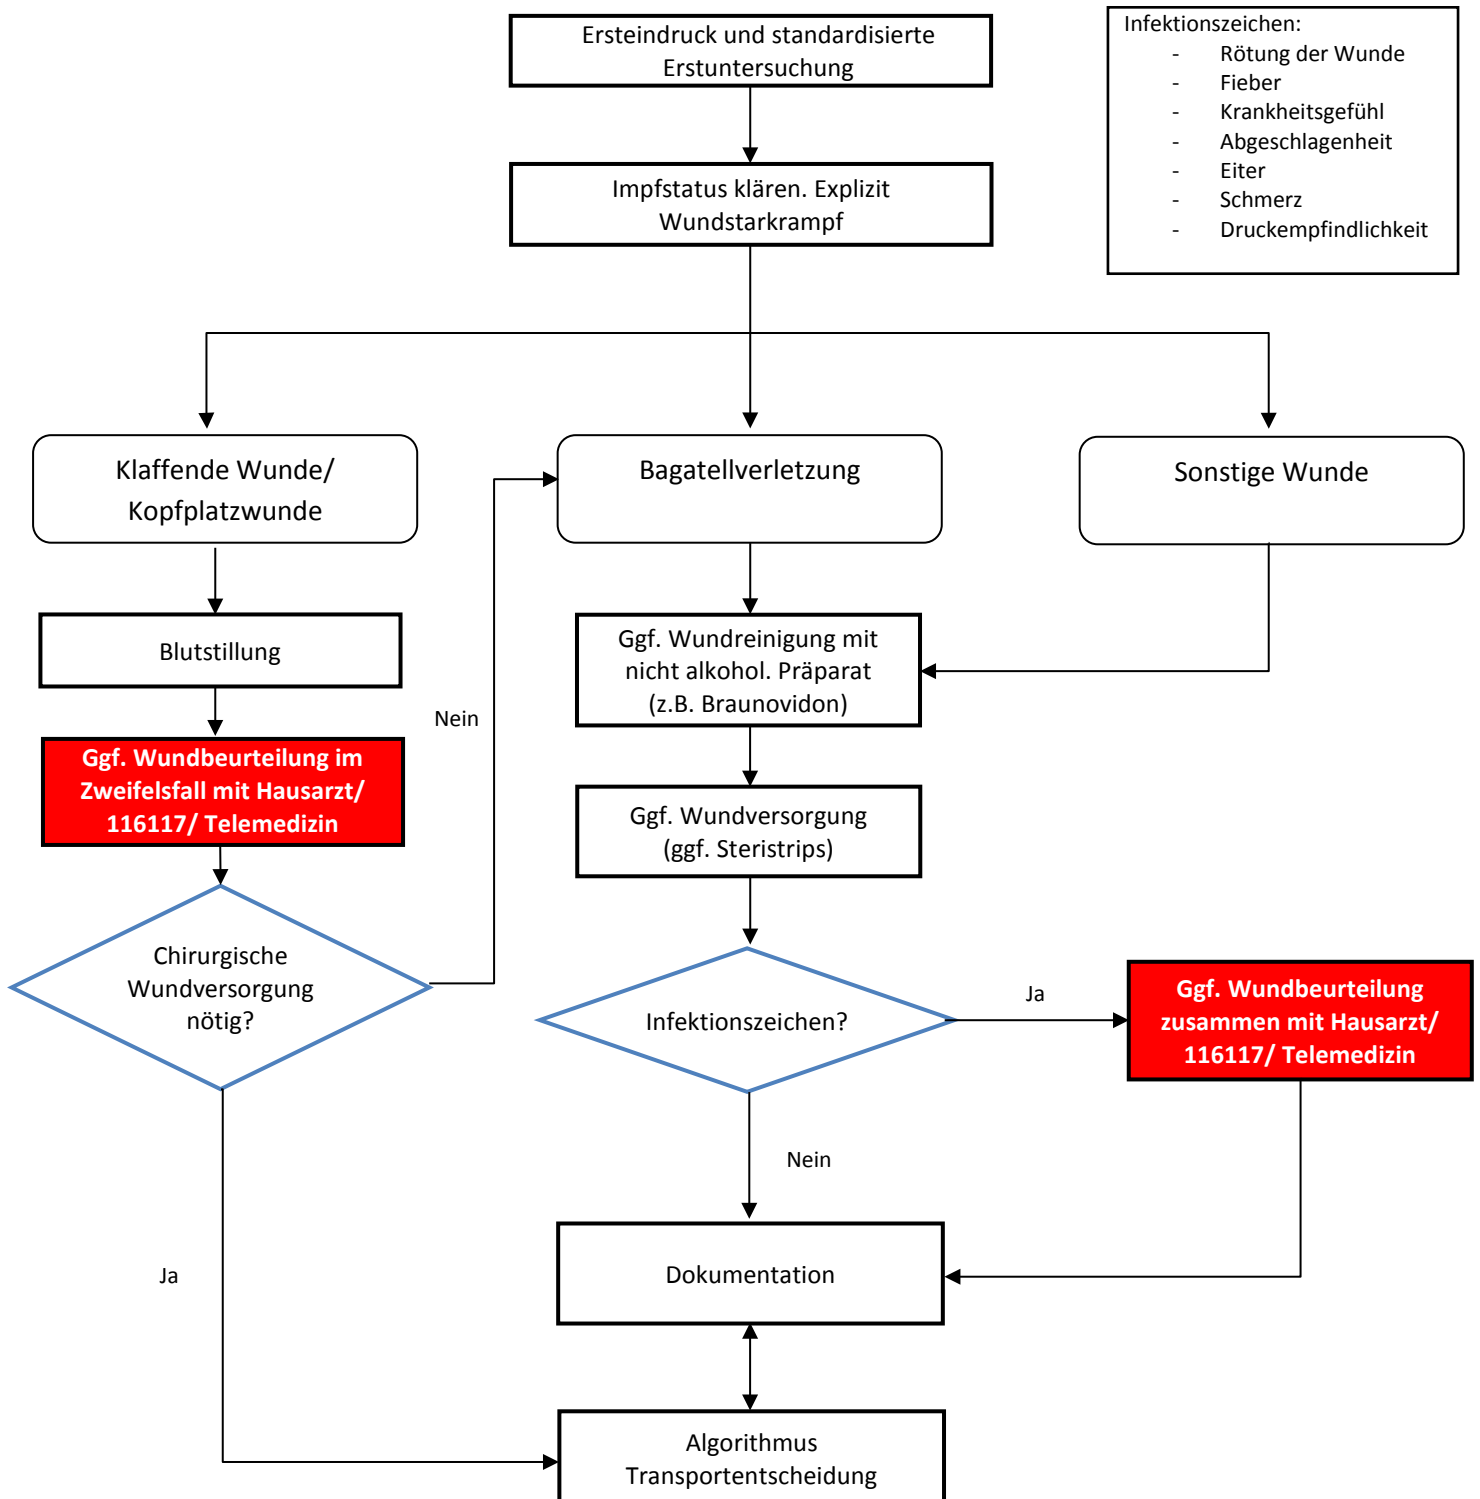 Ersteindruck und standardisierte
Erstuntersuchung
Infektionszeichen:
- Rötung der Wunde
- Fieber
- Krankheitsgefühl
- Abgeschlagenheit
- Eiter
- Schmerz
- Druckempfindlichkeit
Impfstatus klären. Explizit
Wundstarkrampf
Klaffende Wunde/
Kopfplatzwunde
Bagatellverletzung
Sonstige Wunde
Blutstillung
Ggf. Wundreinigung mit
nicht alkohol. Präparat
(z.B. Braunovidon)
Nein
Ggf. Wundbeurteilung im
Zweifelsfall mit Hausarzt/
116117/ Telemedizin
Ggf. Wundversorgung
(ggf. Steristrips)
Chirurgische
Wundversorgung
nötig?
Infektionszeichen?
Ja
Ggf. Wundbeurteilung
zusammen mit Hausarzt/
116117/ Telemedizin
Nein
Ja
Dokumentation
Algorithmus
Transportentscheidung